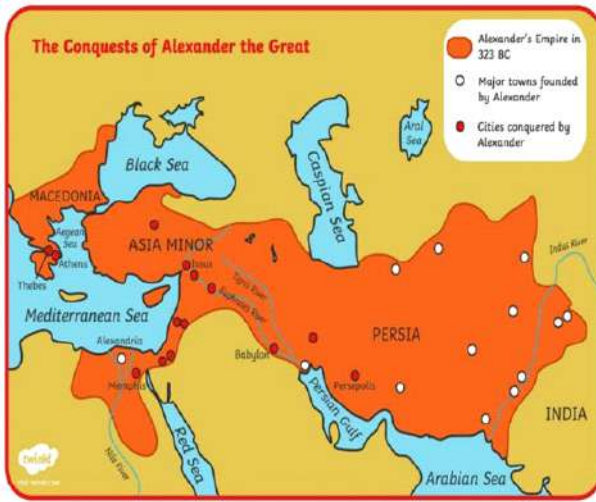 The Conquests of Alexander the Great
Alexander's Empire in
323 BC
Major towns founded
by Alexander
Cities conquered by
Alexander
Aral
Sea
Black Sea
Caspian Sea
MACEDONIA
Aegean
Sea
ASIA MINOR
Athens
Issus
Thebes
Tigris River
Euphrates River
Indus River
Mediterranean Sea
PERSIA
Alexandria
Babylon
Memphis
Persepolis
Persian Gulf
INDIA
Nile River
Red Sea
Arabian Sea
twinkl